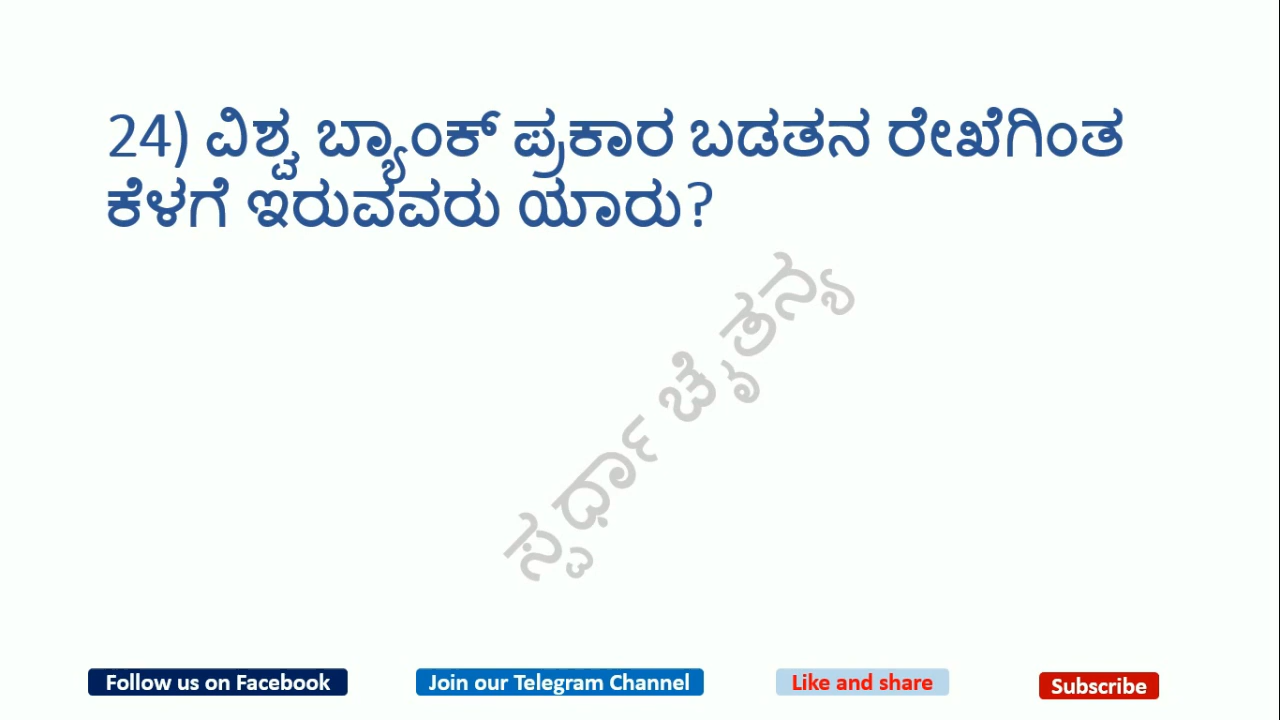 24) ವಿಶ್ವ ಬ್ಯಾಂಕ್ ಪ್ರಕಾರ ಬಡತನ ರೇಖೆಗಿಂತ
ಕೆಳಗೆ ಇರುವವರು ಯಾರು?
ಸ್ಪರ್ಧಾ ಚೈತನ್ಯ
Follow us on Facebook
Join our Telegram Channel
Like and share
Subscribe